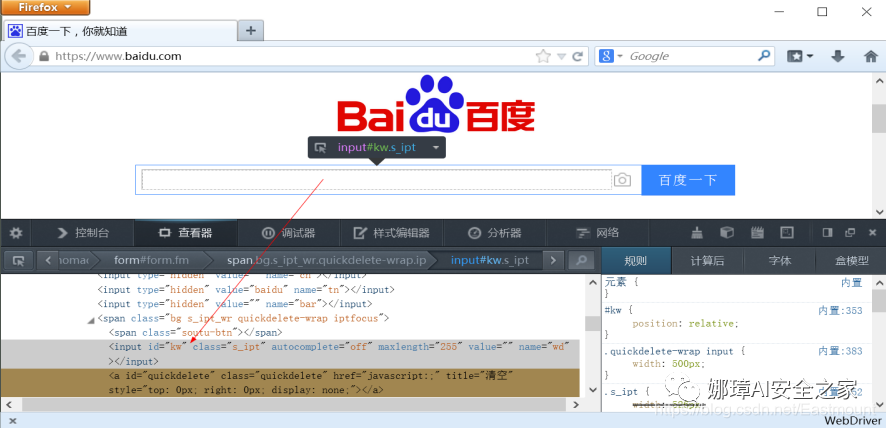 Firefox
百度一下，你就知道
https://www.baidu.com
Google
Bai du 百度
input#kw.s_ipt
百度一下
控制台 查看器 调试器 样式编辑器 分析器 网络
form#form.fm span.bg.s_ipt_wr.quickdelete-wrap.ip input#kw.s_ipt
规则 计算后 字体 盒模型
<input type="hidden" value="" name="ch"></input>
<input type="hidden" value="baidu" name="tn"></input>
<input type="hidden" value="" name="bar"></input>
<span class="bg s_ipt_wr quickdelete-wrap iptfocus">
<span class="soutu-btn"></span>
<input id="kw" class="s_ipt" autocomplete="off" maxlength="255" value="" name="wd"
></input>
<a id="quickdelete" class="quickdelete" href="javascript:;" title="清空"
style="top: 0px; right: 0px; display: none;"></a>
元素 { 内置
}
#kw { 内置:353
position: relative;
}
.quickdelete-wrap input { 内置:383
width: 500px;
}
.s_ipt {
width: 526px;
娜璋AI安全之家
https://blog.csdn.net/Eastmount
WebDriver